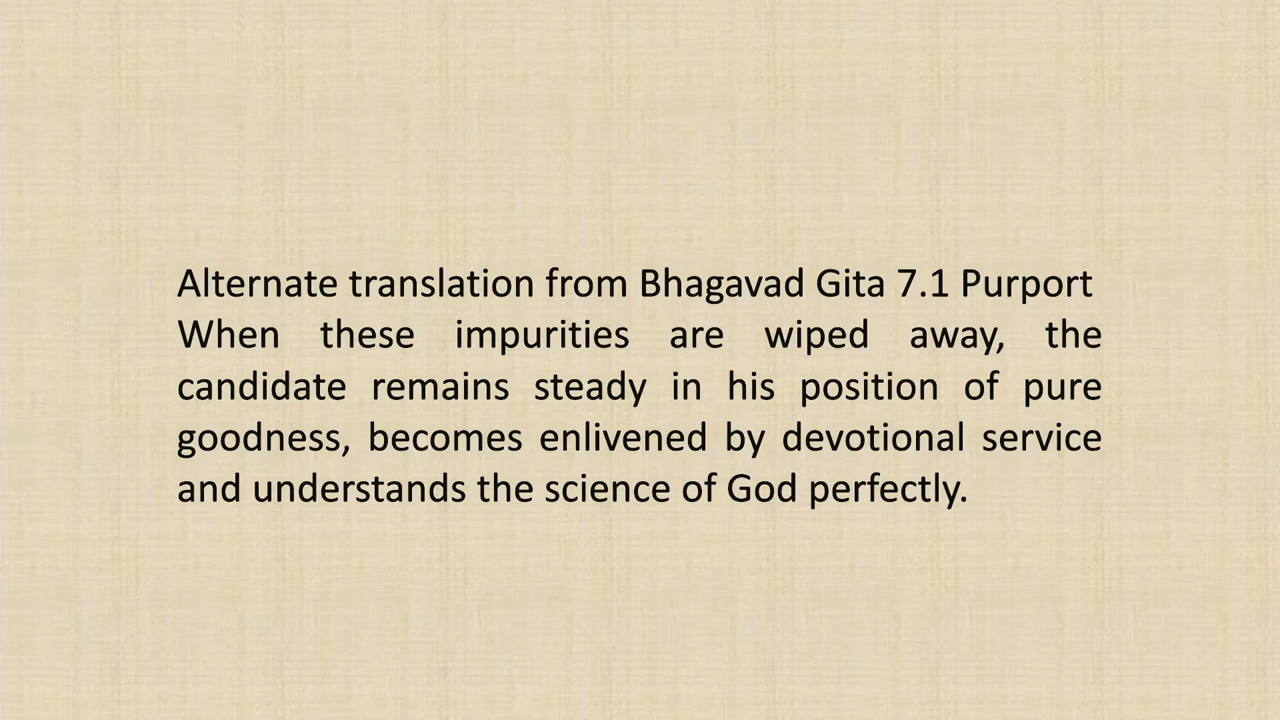 Alternate translation from Bhagavad Gita 7.1 Purport
When these impurities are wiped away, the
candidate remains steady in his position of pure
goodness, becomes enlivened by devotional service
and understands the science of God perfectly.